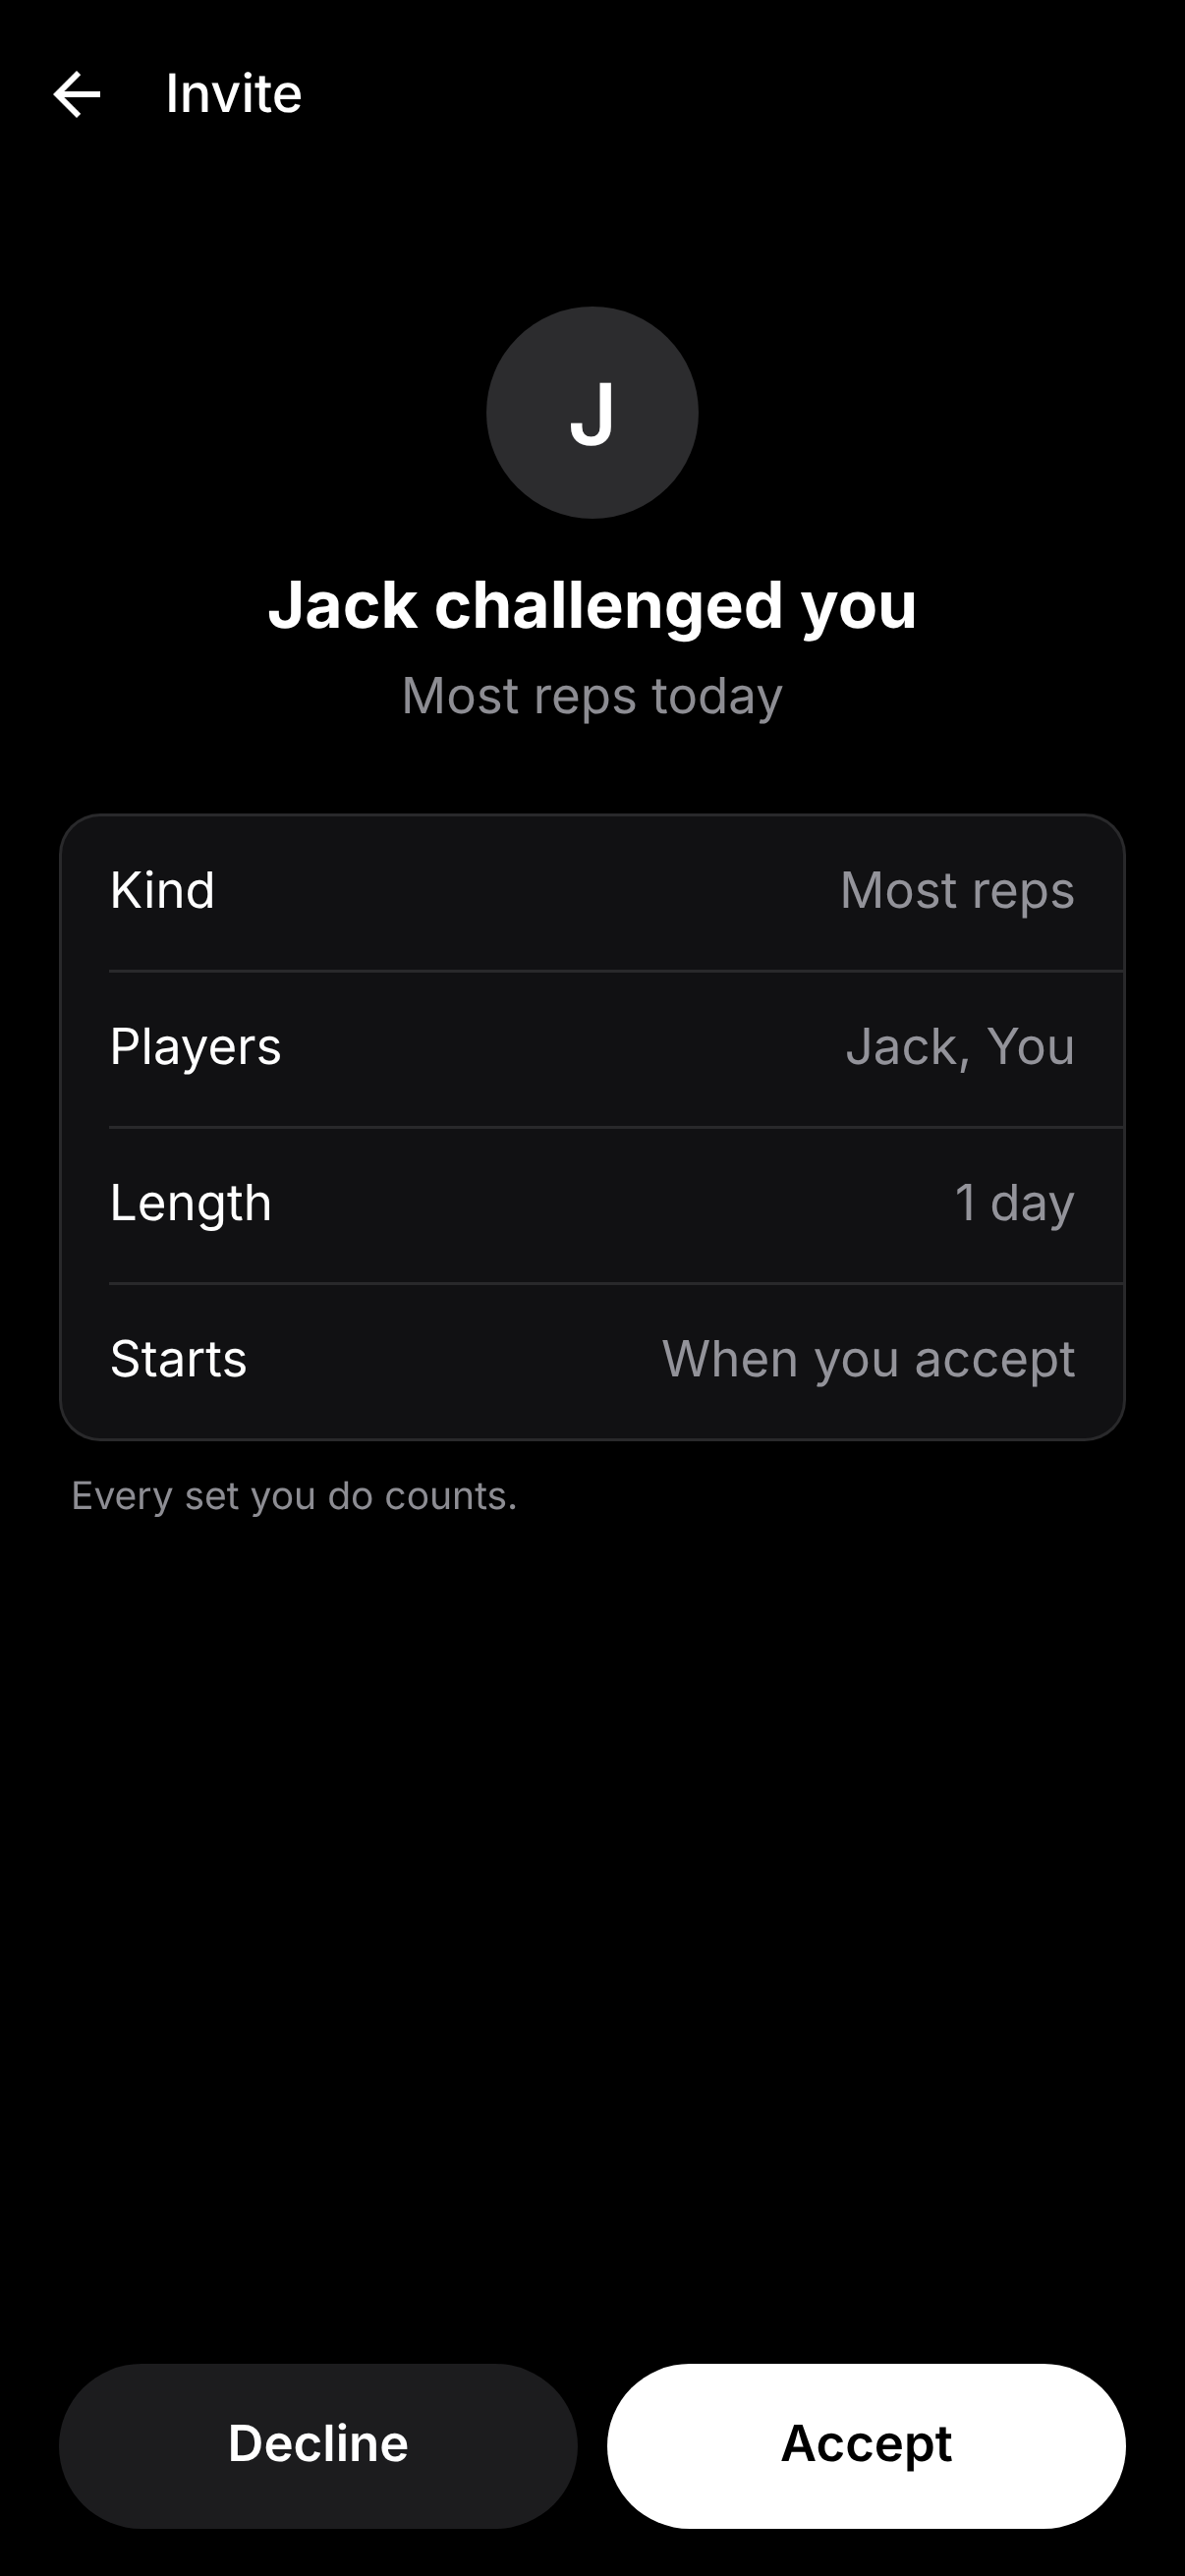 Invite
J
Jack challenged you
Most reps today
Kind Most reps
Players Jack, You
Length 1 day
Starts When you accept
Every set you do counts.
Decline Accept